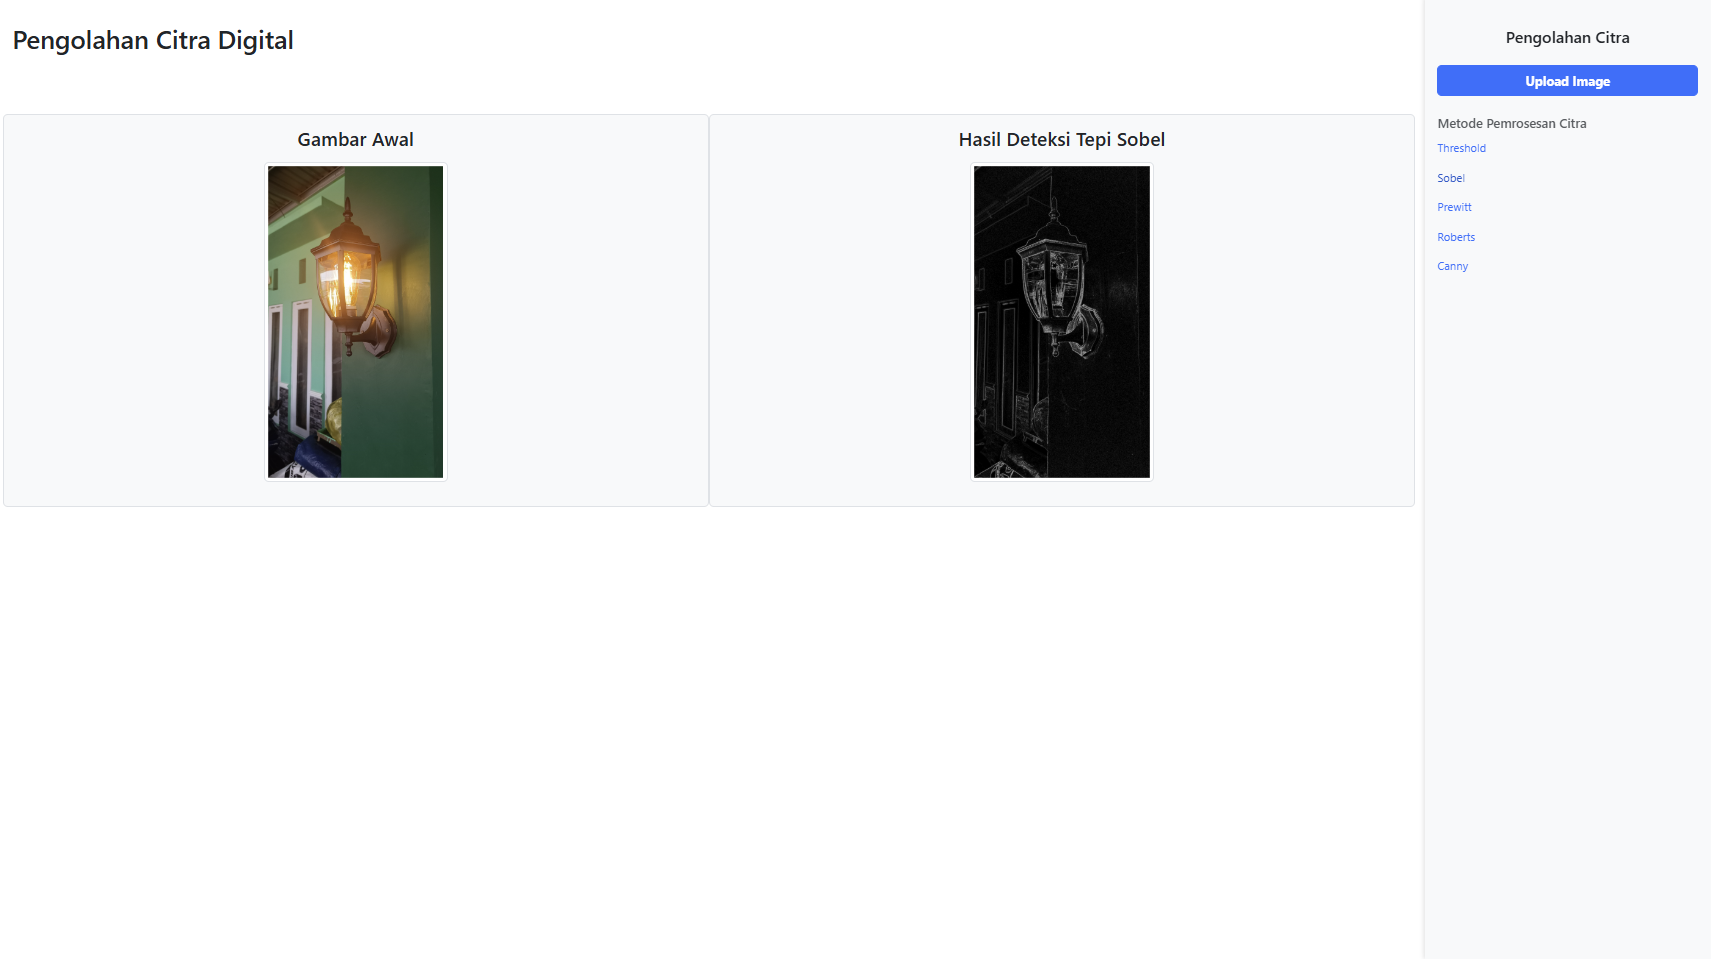 Pengolahan Citra Digital
Gambar Awal
Hasil Deteksi Tepi Sobel
Pengolahan Citra
Upload Image
Metode Pemrosesan Citra
Threshold
Sobel
Prewitt
Roberts
Canny